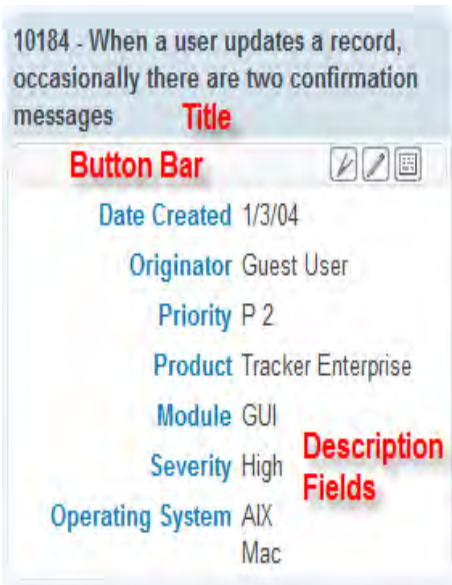 10184 - When a user updates a record,
occasionally there are two confirmation
messages Title
Button Bar
Date Created 1/3/04
Originator Guest User
Priority P 2
Product Tracker Enterprise
Module GUI
Severity High
Description
Fields
Operating System AIX
Mac